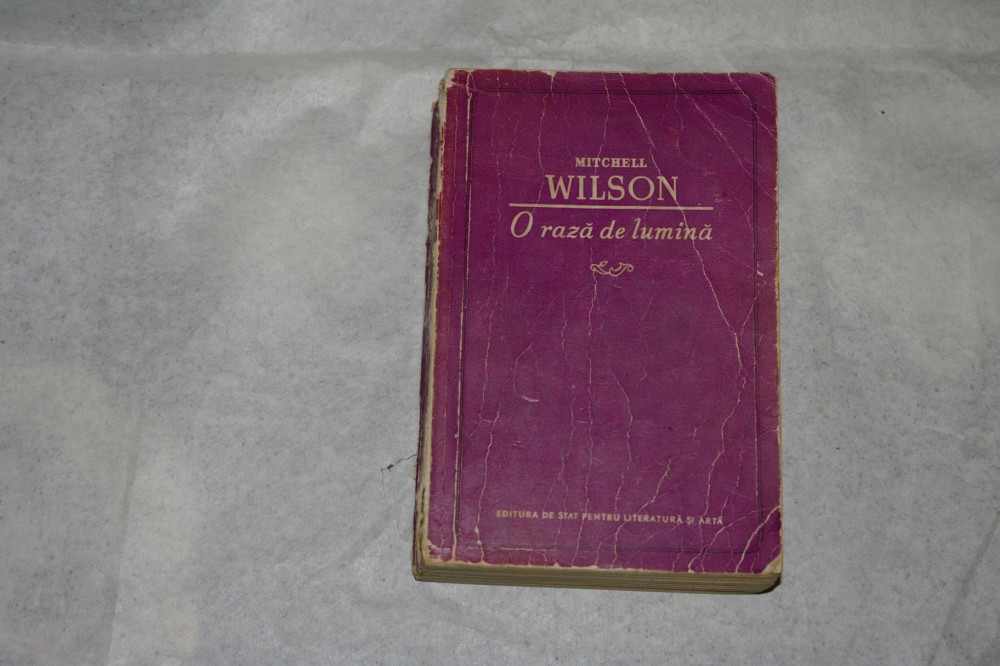 MITCHELL
WILSON
O rază de lumină
EDITURA DE STAT PENTRU LITERATURĂ ȘI ARTĂ